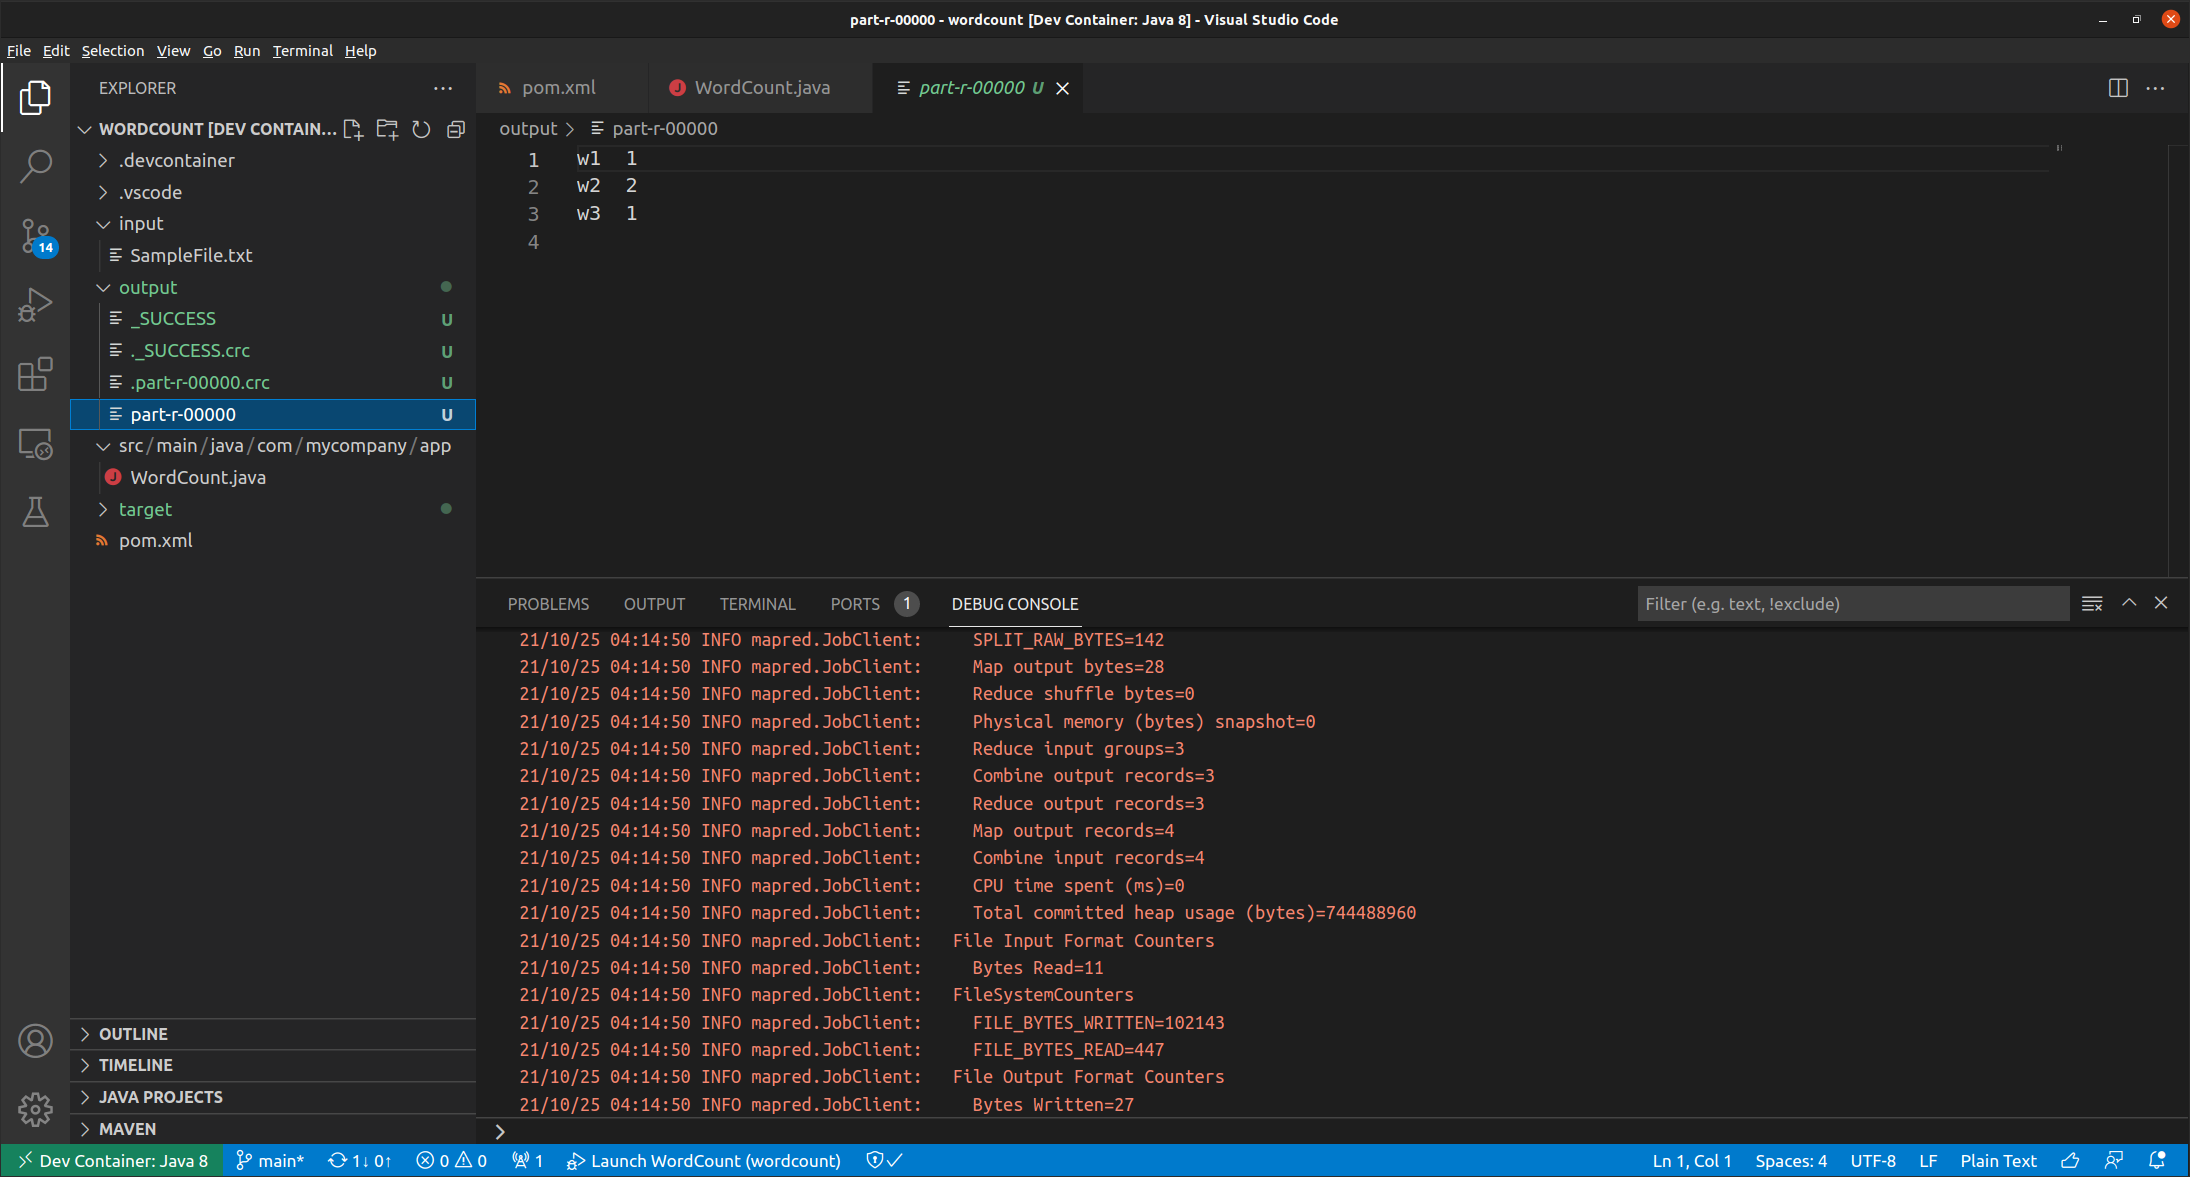 part-r-00000 - wordcount [Dev Container: Java 8] - Visual Studio Code
File Edit Selection View Go Run Terminal Help
EXPLORER
WORDCOUNT [DEV CONTAIN...
.devcontainer
.vscode
input
SampleFile.txt
output
_SUCCESS U
._SUCCESS.crc U
.part-r-00000.crc U
part-r-00000 U
src/main/java/com/mycompany/app
J WordCount.java
target
pom.xml
OUTLINE
TIMELINE
JAVA PROJECTS
MAVEN
14
pom.xml J WordCount.java part-r-00000 U
output > part-r-00000
1 w1 1
2 w2 2
3 w3 1
4
PROBLEMS OUTPUT TERMINAL PORTS 1 DEBUG CONSOLE Filter (e.g. text, !exclude)
21/10/25 04:14:50 INFO mapred.JobClient: SPLIT_RAW_BYTES=142
21/10/25 04:14:50 INFO mapred.JobClient: Map output bytes=28
21/10/25 04:14:50 INFO mapred.JobClient: Reduce shuffle bytes=0
21/10/25 04:14:50 INFO mapred.JobClient: Physical memory (bytes) snapshot=0
21/10/25 04:14:50 INFO mapred.JobClient: Reduce input groups=3
21/10/25 04:14:50 INFO mapred.JobClient: Combine output records=3
21/10/25 04:14:50 INFO mapred.JobClient: Reduce output records=3
21/10/25 04:14:50 INFO mapred.JobClient: Map output records=4
21/10/25 04:14:50 INFO mapred.JobClient: Combine input records=4
21/10/25 04:14:50 INFO mapred.JobClient: CPU time spent (ms)=0
21/10/25 04:14:50 INFO mapred.JobClient: Total committed heap usage (bytes)=744488960
21/10/25 04:14:50 INFO mapred.JobClient: File Input Format Counters
21/10/25 04:14:50 INFO mapred.JobClient: Bytes Read=11
21/10/25 04:14:50 INFO mapred.JobClient: FileSystemCounters
21/10/25 04:14:50 INFO mapred.JobClient: FILE_BYTES_WRITTEN=102143
21/10/25 04:14:50 INFO mapred.JobClient: FILE_BYTES_READ=447
21/10/25 04:14:50 INFO mapred.JobClient: File Output Format Counters
21/10/25 04:14:50 INFO mapred.JobClient: Bytes Written=27
Dev Container: Java 8 main* 1↓ 0↑ 0 0 1 Launch WordCount (wordcount) Ln 1, Col 1 Spaces: 4 UTF-8 LF Plain Text